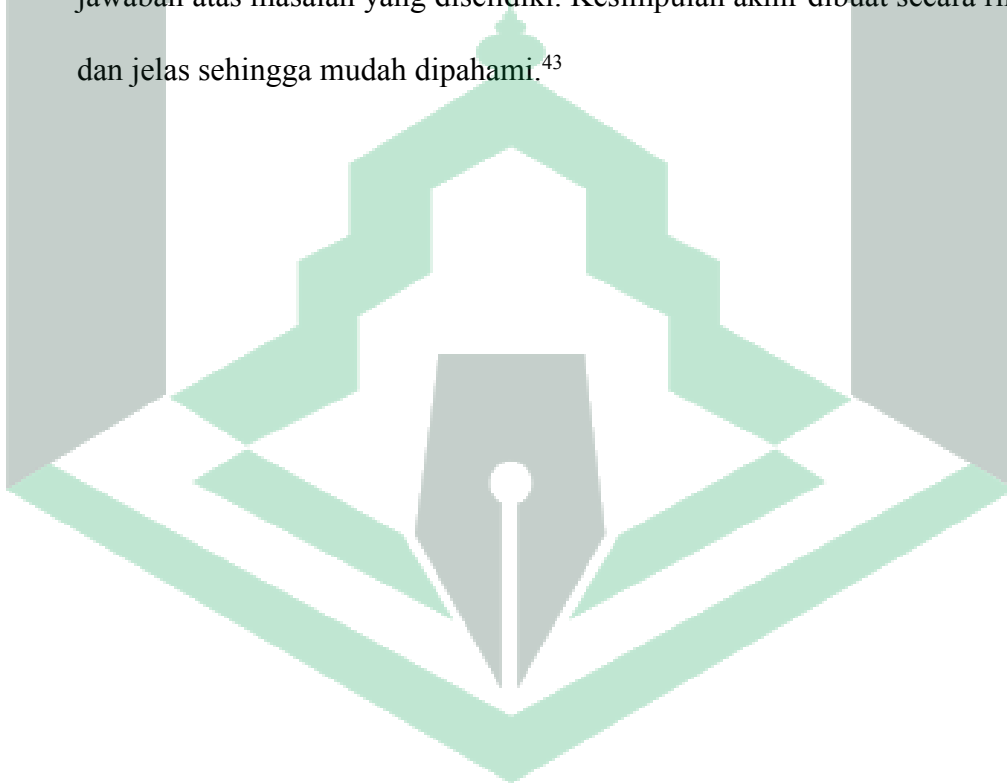 jawaban atas masalah yang diselidiki. Kesimpulan akhir dibuat secara
dan jelas sehingga mudah dipahami.⁴³